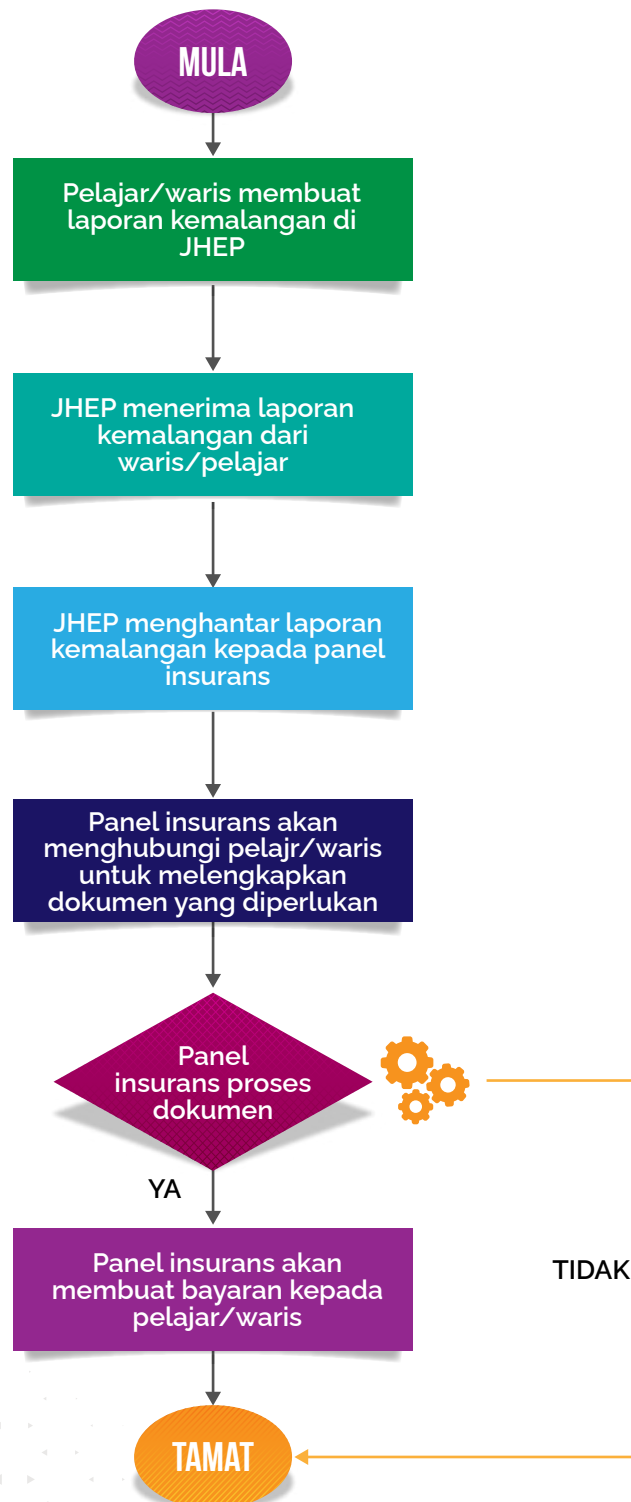 MULA
Pelajar/waris membuat
laporan kemalangan di
JHEP
JHEP menerima laporan
kemalangan dari
waris/pelajar
JHEP menghantar laporan
kemalangan kepada panel
insurans
Panel insurans akan
menghubungi pelajr/waris
untuk melengkapkan
dokumen yang diperlukan
Panel
insurans proses
dokumen
YA
Panel insurans akan
membuat bayaran kepada
pelajar/waris
TIDAK
TAMAT